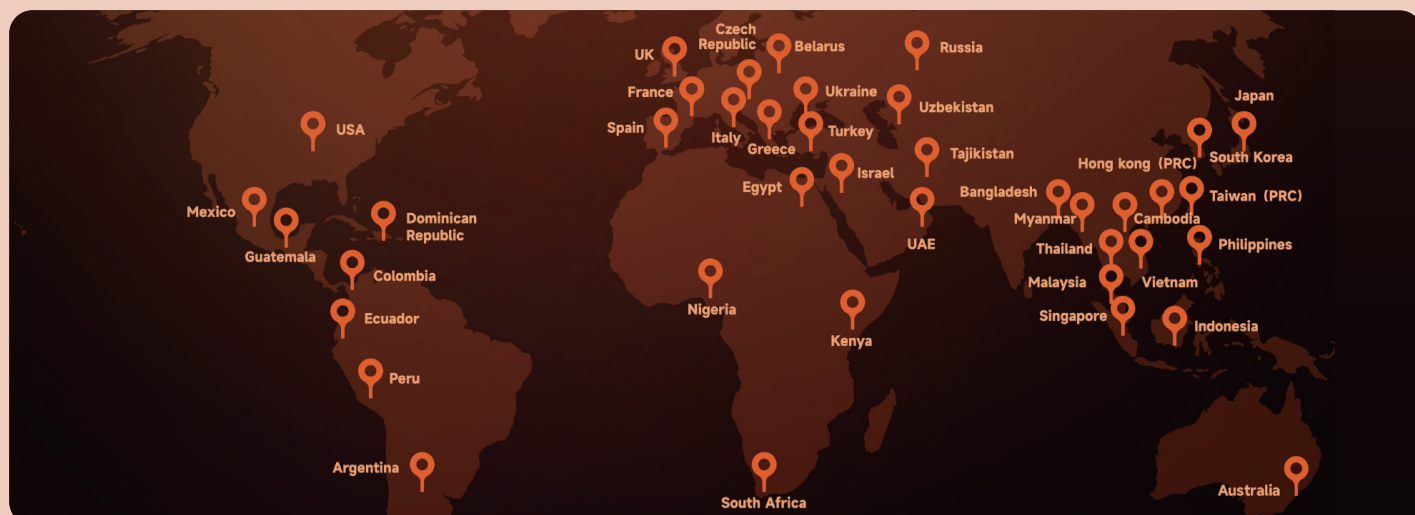 Czech
Republic
Belarus
UK
Russia
France
Ukraine
Uzbekistan
Japan
Spain
Italy
Greece
Turkey
USA
Tajikistan
Hong kong (PRC)
South Korea
Israel
Egypt
Bangladesh
Taiwan (PRC)
Mexico
Dominican
Republic
Myanmar
Cambodia
UAE
Thailand
Philippines
Guatemala
Colombia
Malaysia
Vietnam
Nigeria
Singapore
Ecuador
Indonesia
Kenya
Peru
Argentina
Australia
South Africa